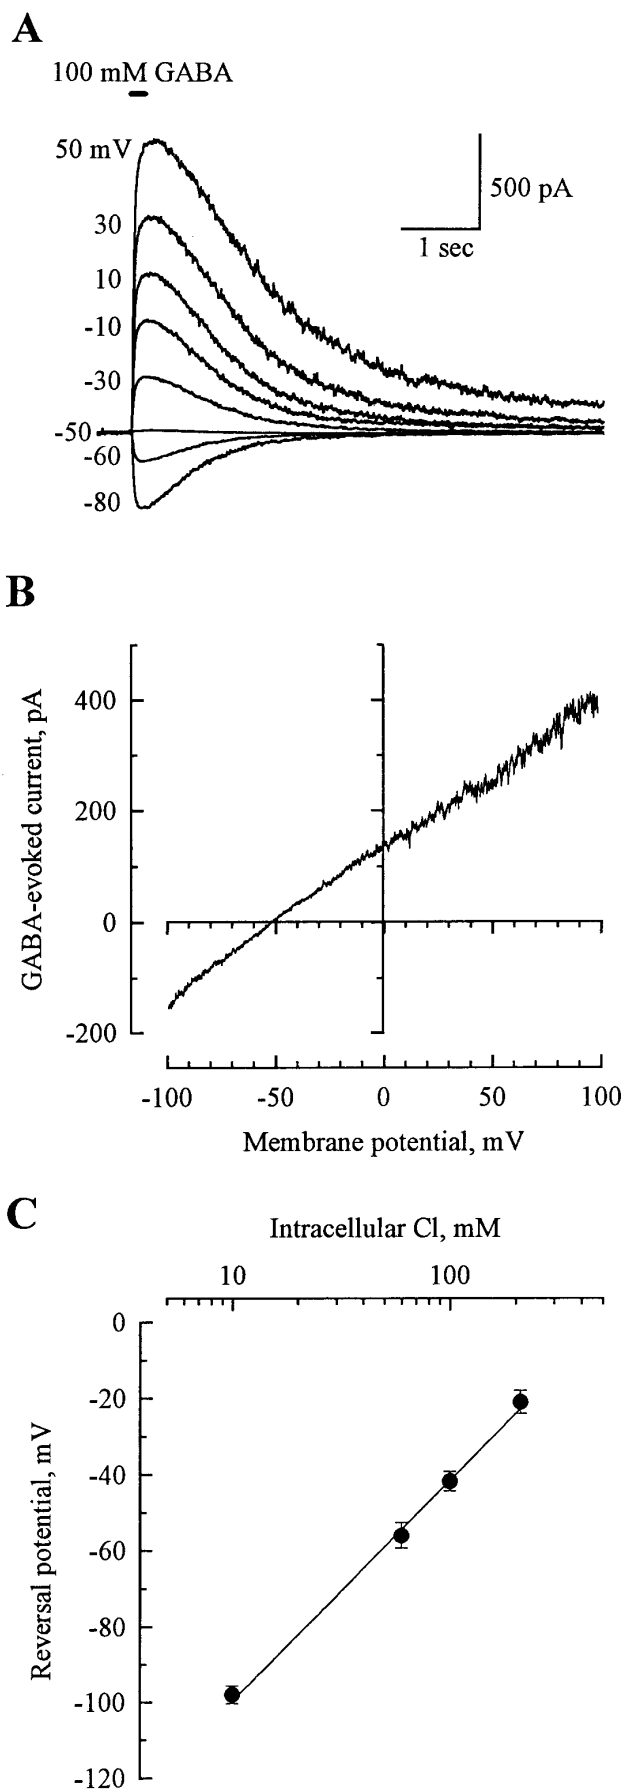 A
100 mM GABA
50 mV
500 pA
30
1 sec
10
-10
-30
-50
-60
-80
B
GABA-evoked current, pA
400
200
0
-200
-100 -50 0 50 100
Membrane potential, mV
C
Intracellular Cl, mM
10 100
Reversal potential, mV
0
-20
-40
-60
-80
-100
-120